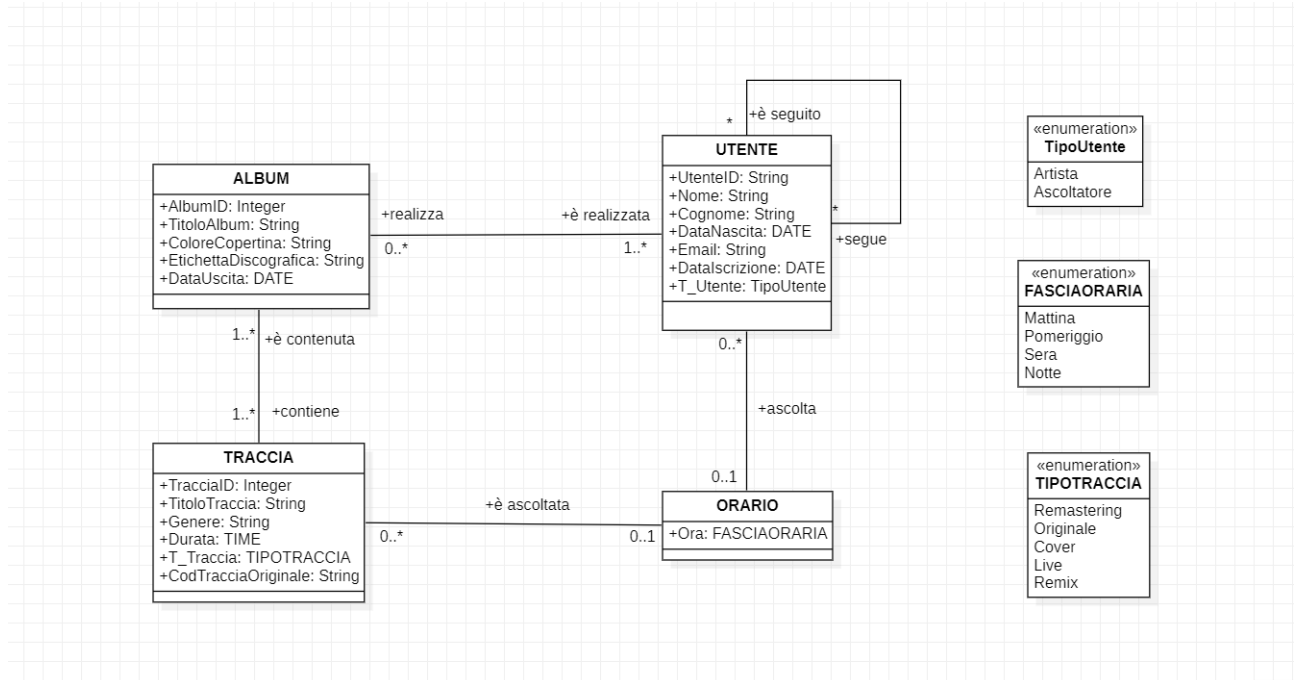 ALBUM
+AlbumID: Integer
+TitoloAlbum: String
+ColoreCopertina: String
+EtichettaDiscografica: String
+DataUscita: DATE
+realizza
0..*
+è realizzata
1..*
*
+è seguito
UTENTE
+UtenteID: String
+Nome: String
+Cognome: String
+DataNascita: DATE
+Email: String
+DataIscrizione: DATE
+T_Utente: TipoUtente
*
+segue
«enumeration»
TipoUtente
Artista
Ascoltatore
«enumeration»
FASCIAORARIA
Mattina
Pomeriggio
Sera
Notte
1..*
+è contenuta
1..*
+contiene
0..*
+ascolta
0..1
TRACCIA
+TracciaID: Integer
+TitoloTraccia: String
+Genere: String
+Durata: TIME
+T_Traccia: TIPOTRACCIA
+CodTracciaOriginale: String
+è ascoltata
0..*
0..1
ORARIO
+Ora: FASCIAORARIA
«enumeration»
TIPOTRACCIA
Remastering
Originale
Cover
Live
Remix